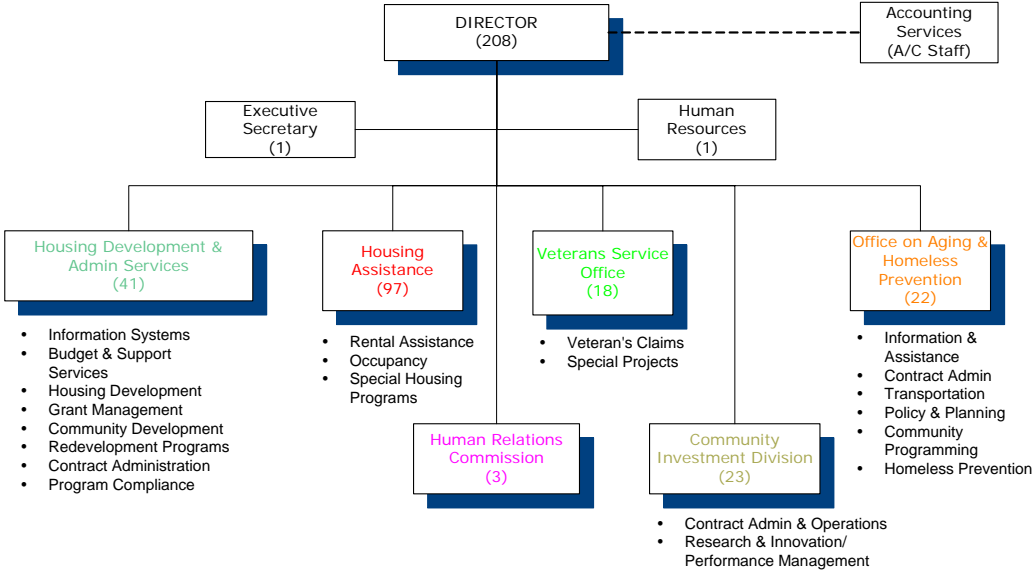 DIRECTOR
(208)
Accounting
Services
(A/C Staff)
Executive
Secretary
(1)
Human
Resources
(1)
Housing Development &
Admin Services
(41)
• Information Systems
• Budget & Support
Services
• Housing Development
• Grant Management
• Community Development
• Redevelopment Programs
• Contract Administration
• Program Compliance
Housing
Assistance
(97)
• Rental Assistance
• Occupancy
• Special Housing
Programs
Veterans Service
Office
(18)
• Veteran's Claims
• Special Projects
Office on Aging &
Homeless
Prevention
(22)
• Information &
Assistance
• Contract Admin
• Transportation
• Policy & Planning
• Community
Programming
• Homeless Prevention
Human Relations
Commission
(3)
Community
Investment Division
(23)
• Contract Admin & Operations
• Research & Innovation/
Performance Management